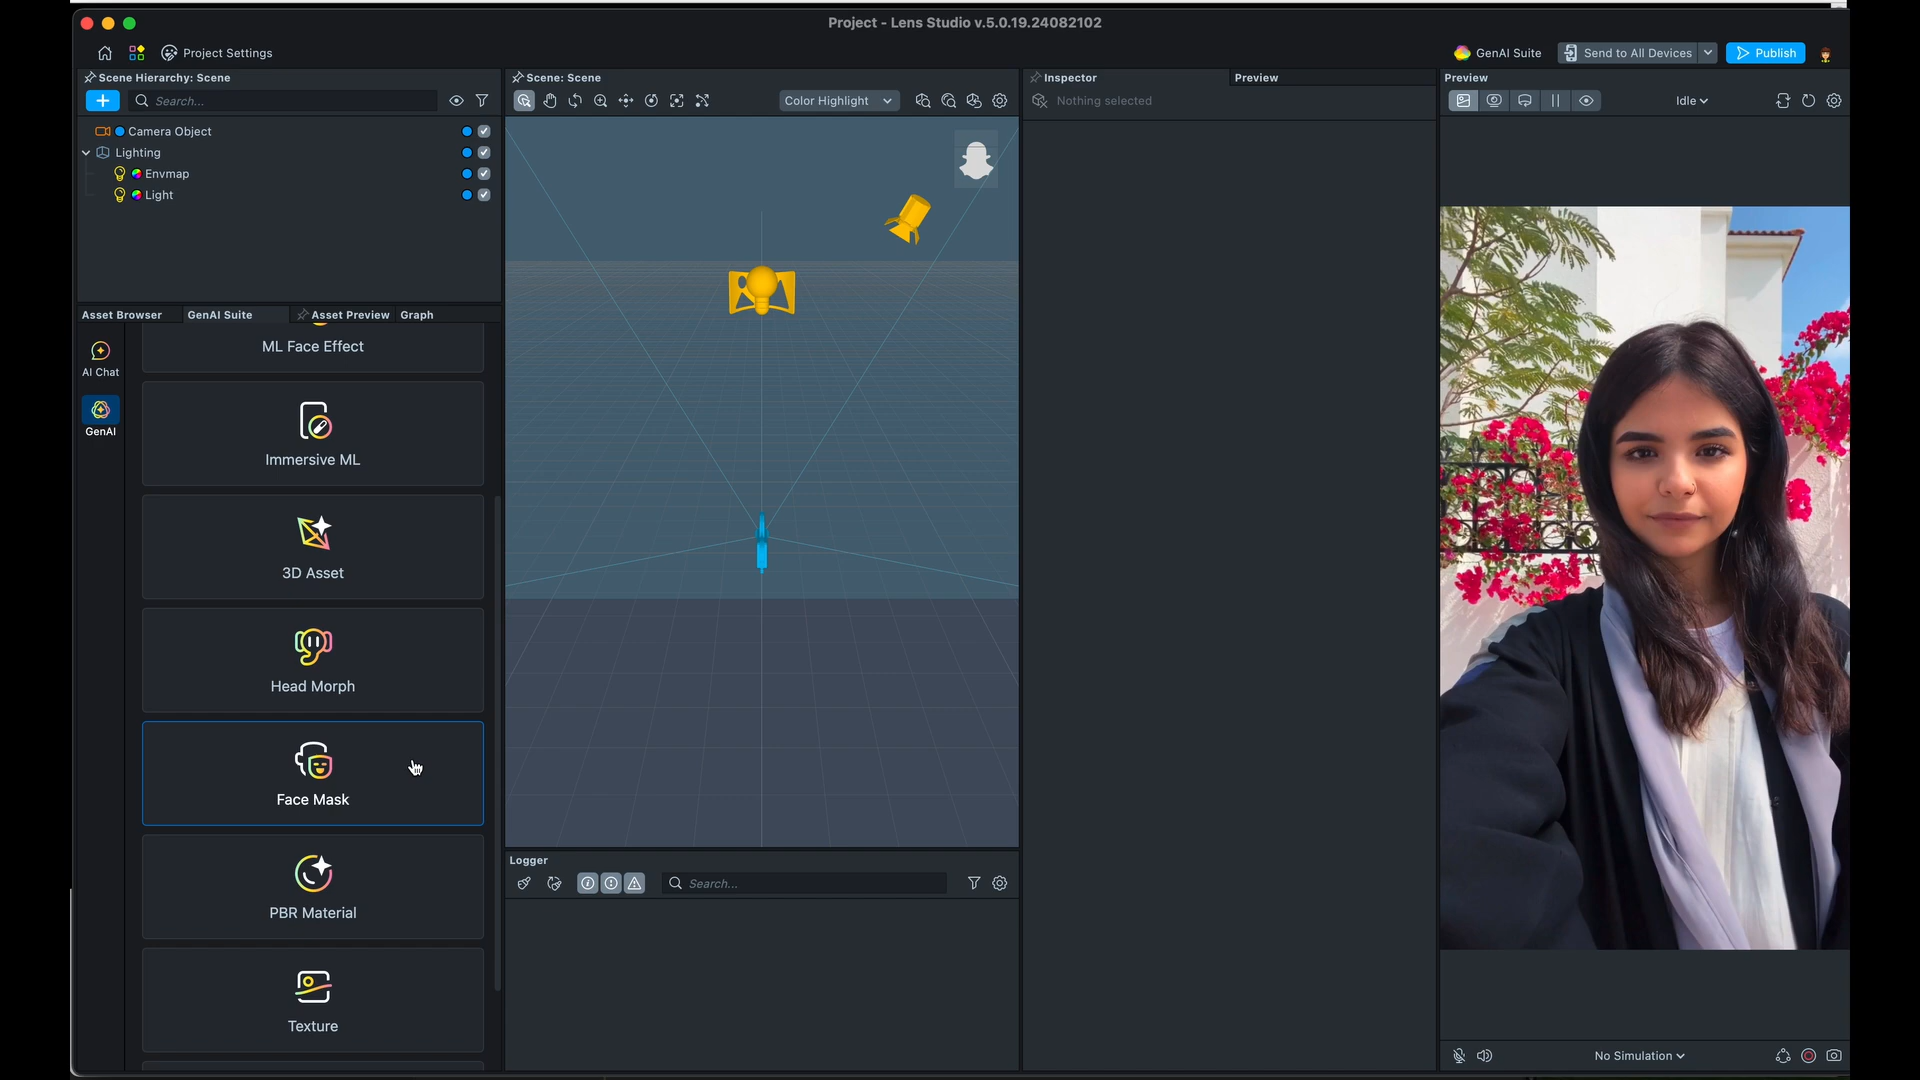 Project - Lens Studio v.5.0.19.24082102
Project Settings
GenAI Suite
Send to All Devices
Publish
Scene Hierarchy: Scene
Search...
Camera Object
Lighting
Envmap
Light
Scene: Scene
Color Highlight
Inspector
Preview
Nothing selected
Preview
Idle
Asset Browser
GenAI Suite
Asset Preview
Graph
AI Chat
GenAI
ML Face Effect
Immersive ML
3D Asset
Head Morph
Face Mask
PBR Material
Texture
Logger
Search...
No Simulation